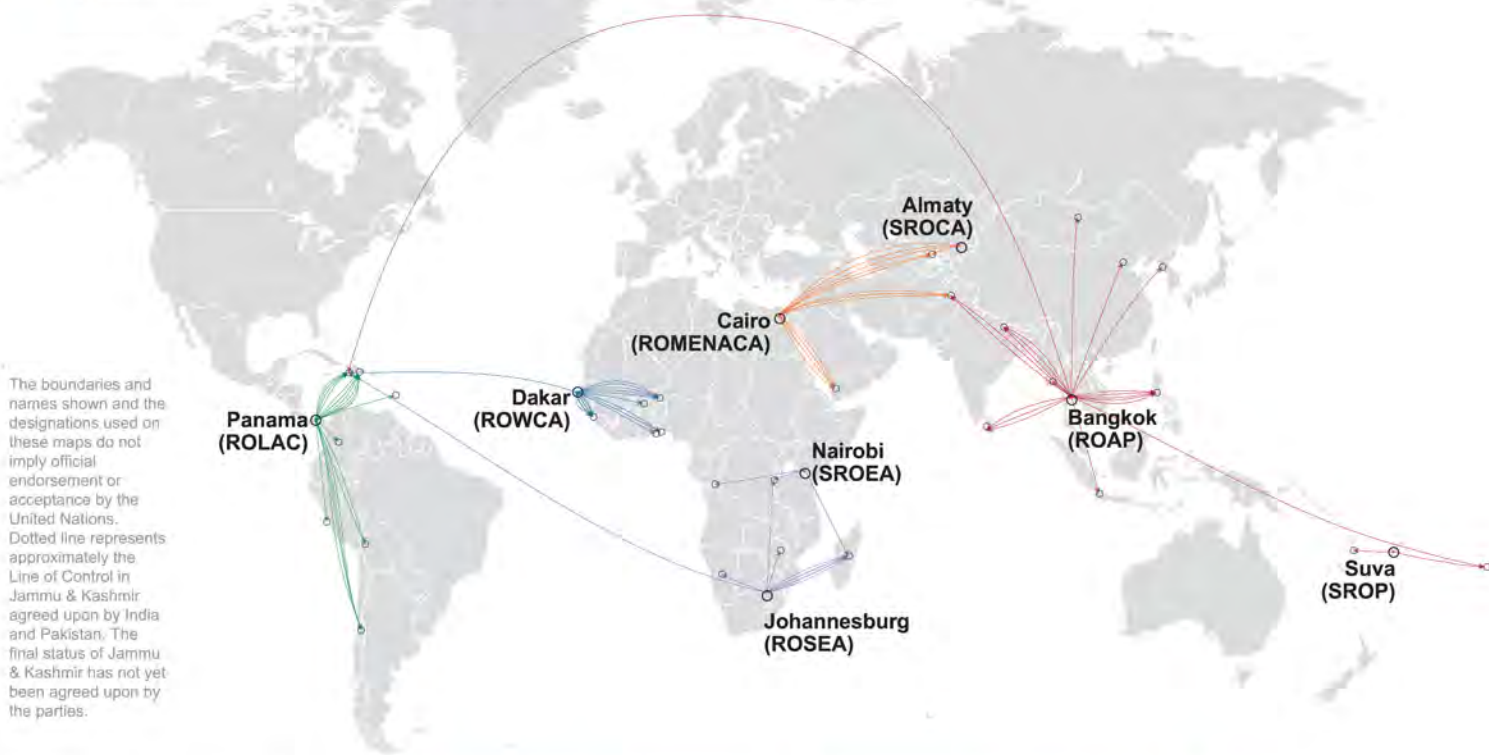 Almaty
(SROCA)
Cairo
(ROMENACA)
Dakar
(ROWCA)
Panama
(ROLAC)
Bangkok
(ROAP)
Nairobi
(SROEA)
Suva
(SROP)
Johannesburg
(ROSEA)
The boundaries and
names shown and the
designations used on
these maps do not
imply official
endorsement or
acceptance by the
United Nations.
Dotted line represents
approximately the
Line of Control in
Jammu & Kashmir
agreed upon by India
and Pakistan. The
final status of Jammu
& Kashmir has not yet
been agreed upon by
the parties.